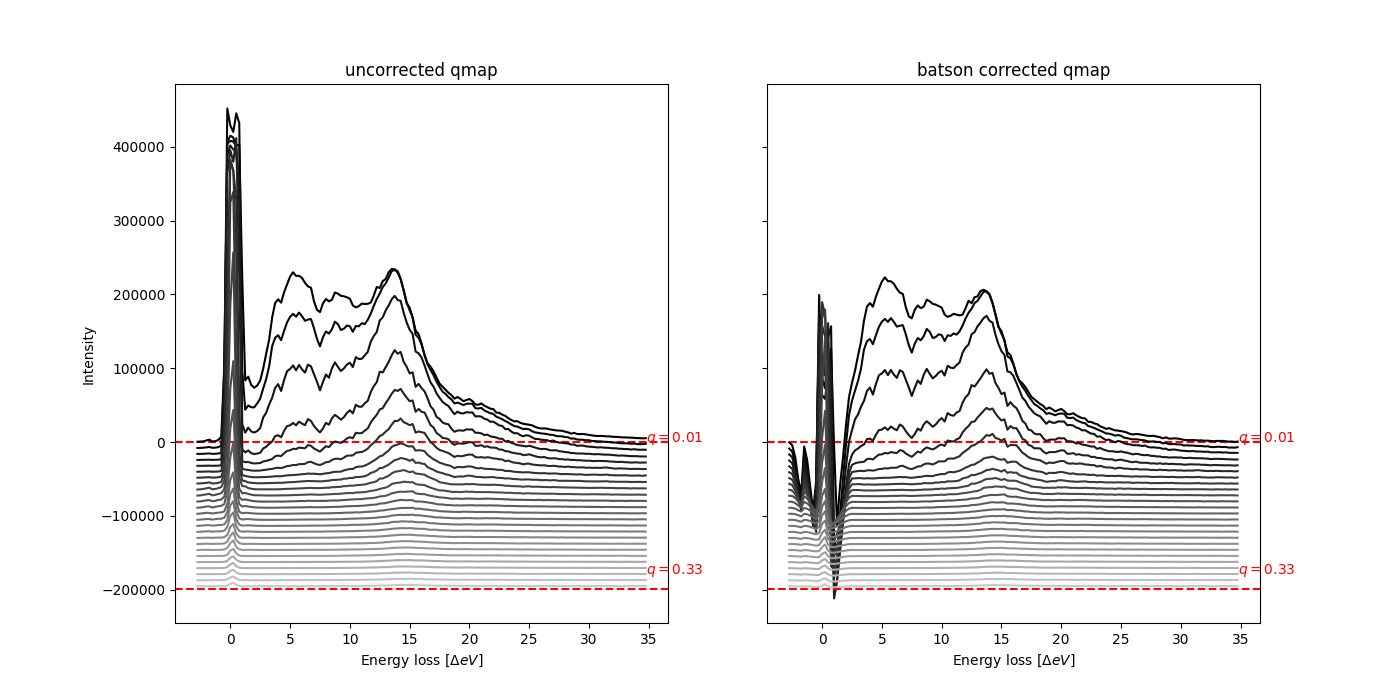 uncorrected qmap
batson corrected qmap
400000
300000
200000
100000
0
−100000
−200000
Intensity
q = 0.01
q = 0.33
q = 0.01
q = 0.33
0 5 10 15 20 25 30 35
0 5 10 15 20 25 30 35
Energy loss [ΔeV]
Energy loss [ΔeV]